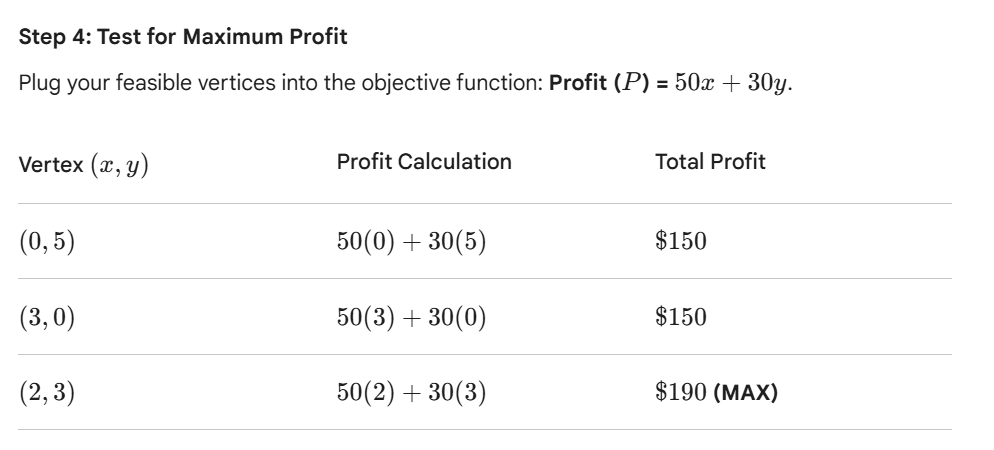 Step 4: Test for Maximum Profit
Plug your feasible vertices into the objective function: Profit (P) = 50x + 30y.
Vertex (x, y) Profit Calculation Total Profit
(0, 5) 50(0) + 30(5) $150
(3, 0) 50(3) + 30(0) $150
(2, 3) 50(2) + 30(3) $190 (MAX)